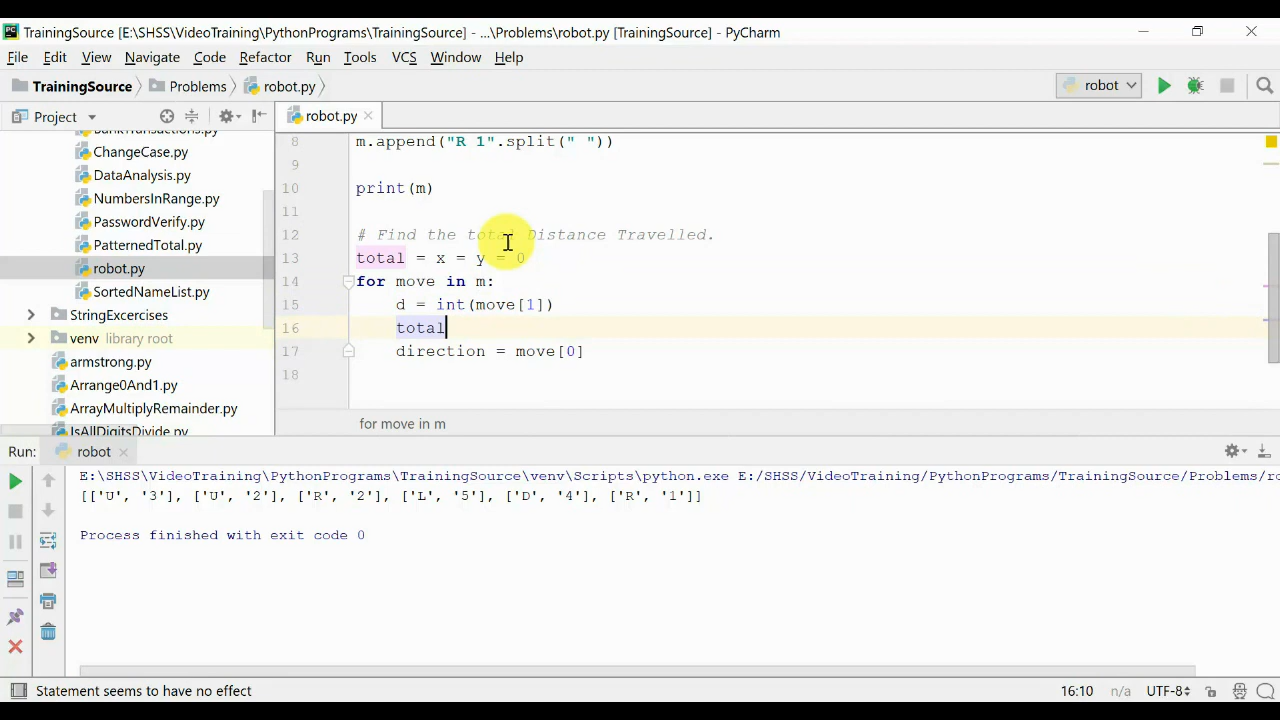 TrainingSource [E:\SHSS\VideoTraining\PythonPrograms\TrainingSource] - ...\Problems\robot.py [TrainingSource] - PyCharm
File Edit View Navigate Code Refactor Run Tools VCS Window Help
TrainingSource Problems robot.py robot
Project robot.py
BankTransactions.py
ChangeCase.py
DataAnalysis.py
NumbersInRange.py
PasswordVerify.py
PatternedTotal.py
robot.py
SortedNameList.py
StringExcercises
venv library root
armstrong.py
Arrange0And1.py
ArrayMultiplyRemainder.py
IsAllDigitsDivide.py
8 m.append("R 1".split(" "))
9
10 print(m)
11
12 # Find the total Distance Travelled.
13 total = x = y = 0
14 for move in m:
15 d = int(move[1])
16 total
17 direction = move[0]
18
for move in m
Run: robot
E:\SHSS\VideoTraining\PythonPrograms\TrainingSource\venv\Scripts\python.exe E:/SHSS/VideoTraining/PythonPrograms/TrainingSource/Problems/ro
[['U', '3'], ['U', '2'], ['R', '2'], ['L', '5'], ['D', '4'], ['R', '1']]
Process finished with exit code 0
Statement seems to have no effect 16:10 n/a UTF-8